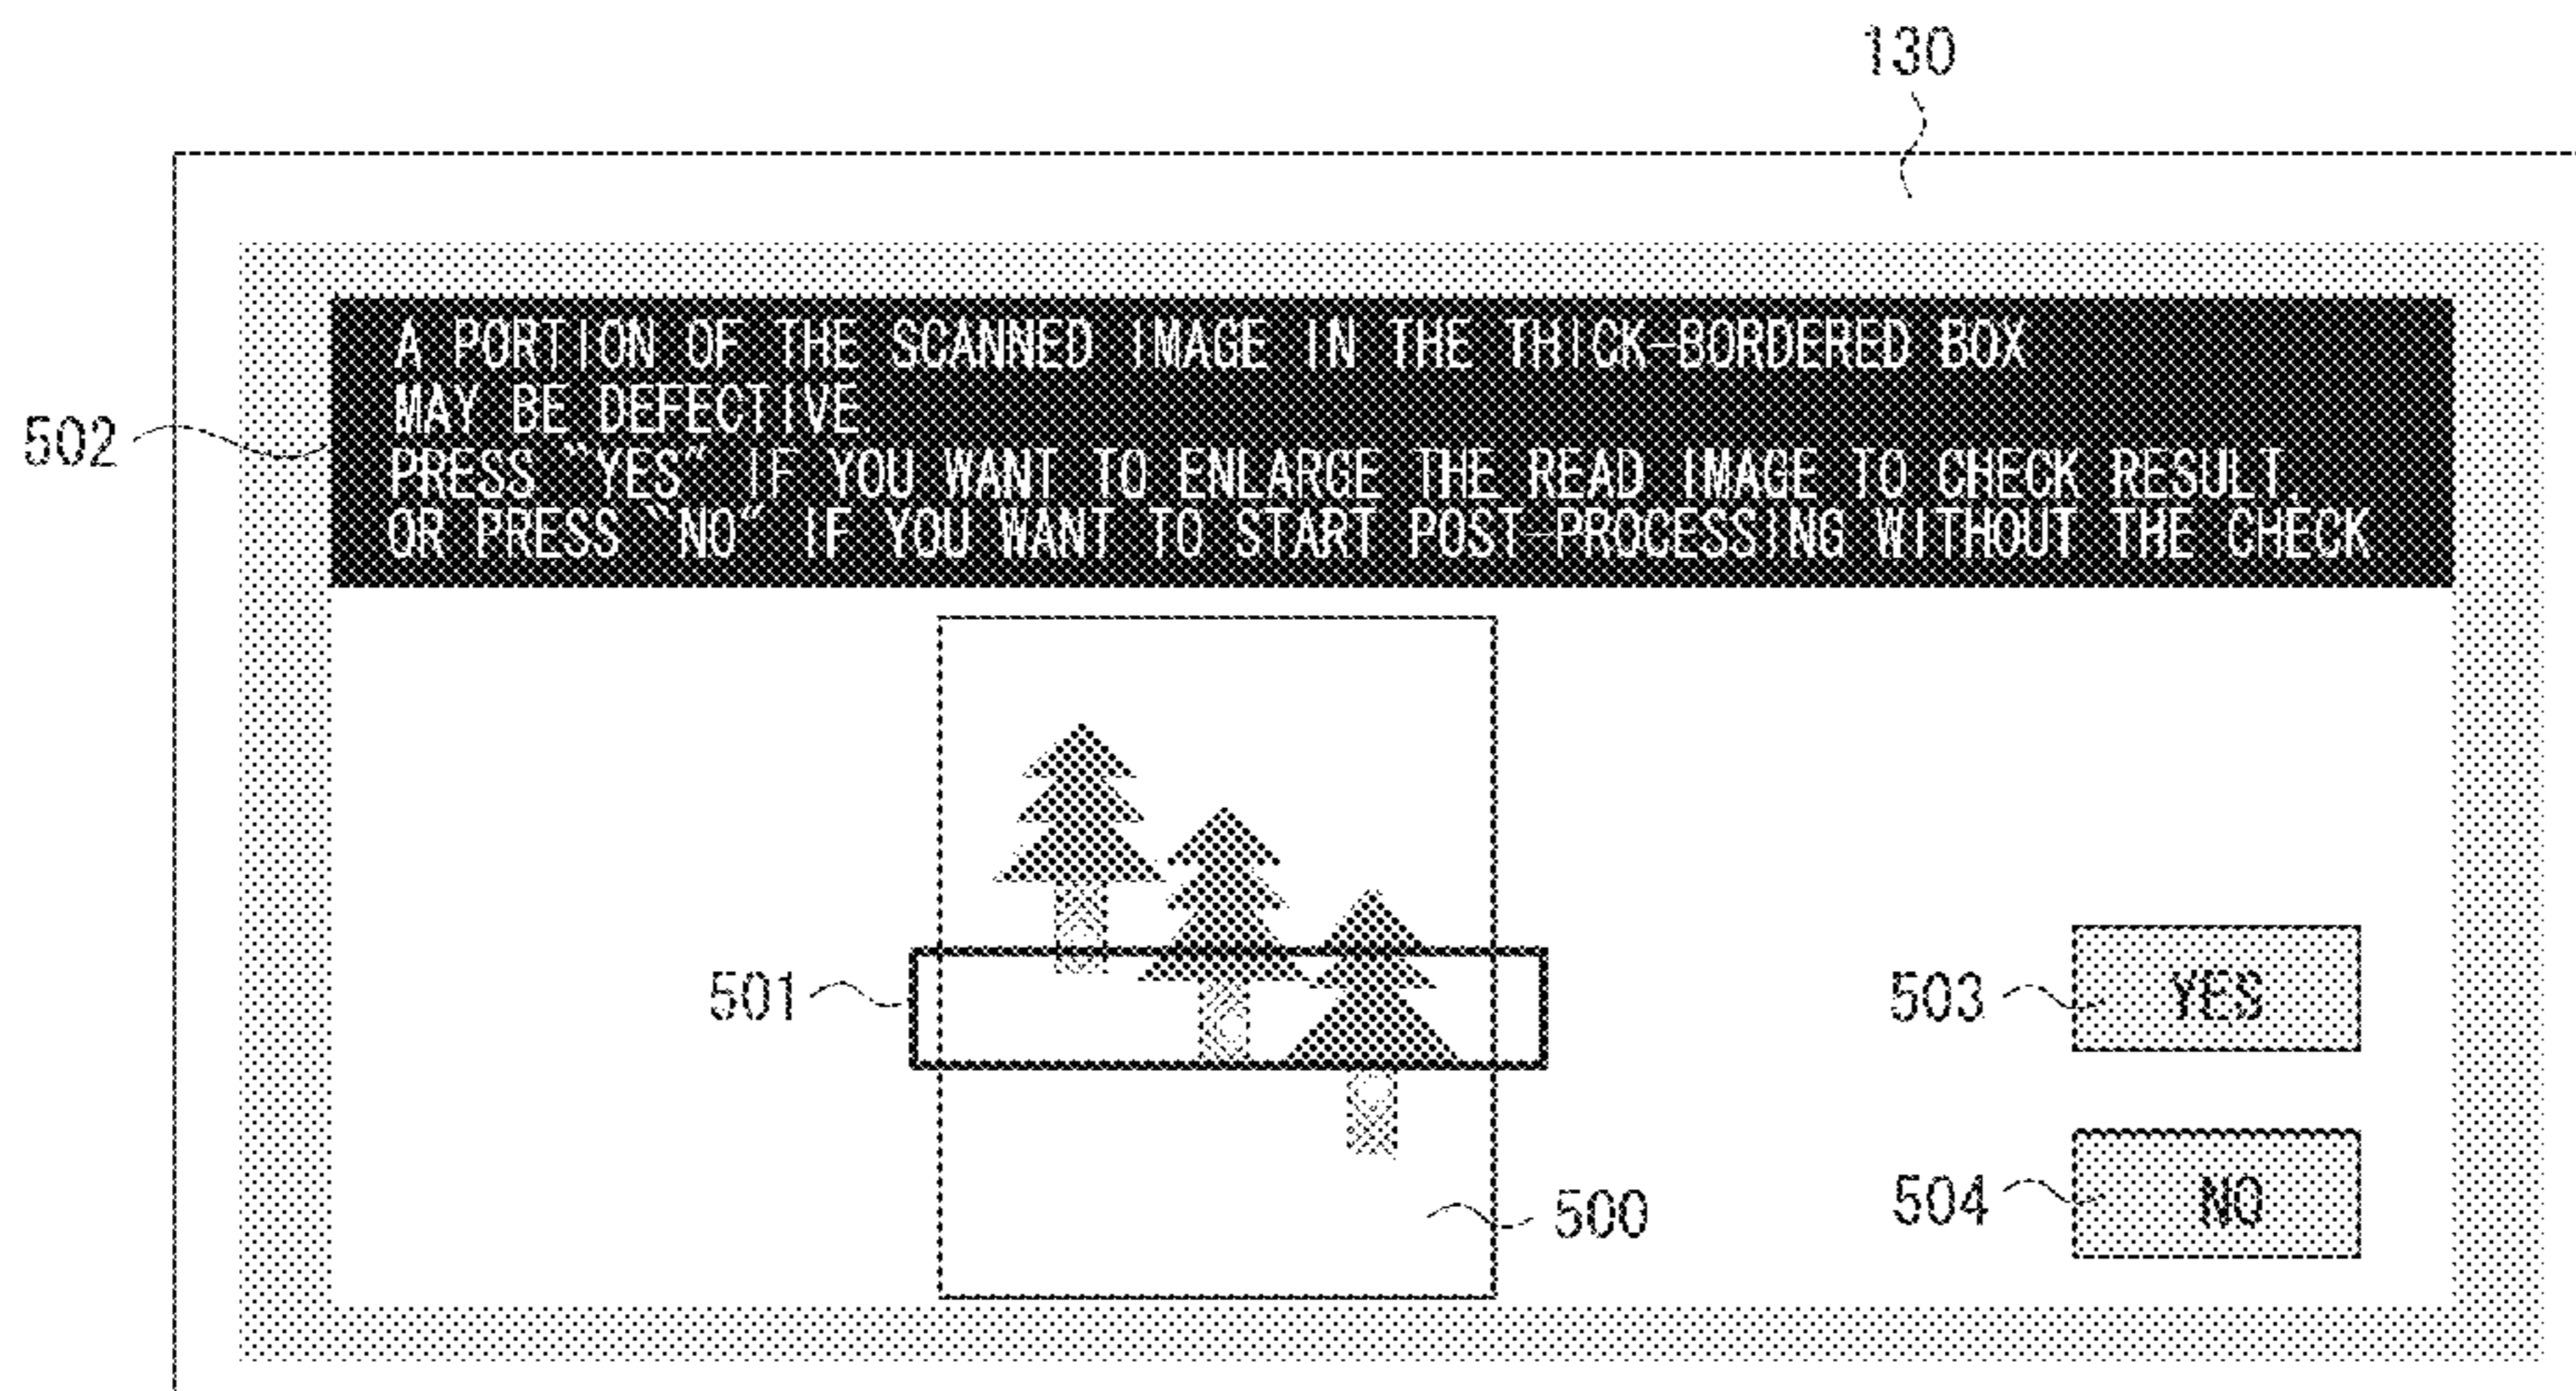 130
A PORTION OF THE SCANNED IMAGE IN THE THICK-BORDERED BOX
MAY BE DEFECTIVE.
502
PRESS "YES" IF YOU WANT TO ENLARGE THE READ IMAGE TO CHECK RESULT.
OR PRESS "NO" IF YOU WANT TO START POST-PROCESSING WITHOUT THE CHECK
501
503
YES
504
NO
500